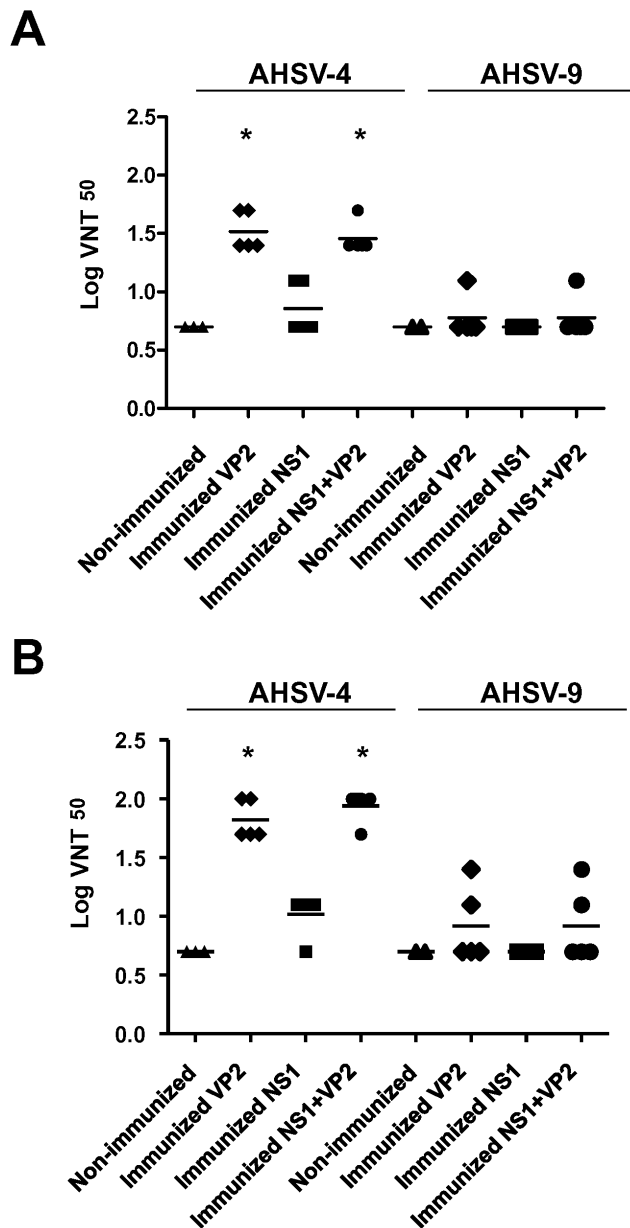 A
AHSV-4 AHSV-9
2.5
* *
2.0
1.5
1.0
0.5
0.0
Log VNT 50
Non-immunized
Immunized VP2
Immunized NS1
Immunized NS1+VP2
Non-immunized
Immunized VP2
Immunized NS1
Immunized NS1+VP2
B
AHSV-4 AHSV-9
2.5
* *
2.0
1.5
1.0
0.5
0.0
Log VNT 50
Non-immunized
Immunized VP2
Immunized NS1
Immunized NS1+VP2
Non-immunized
Immunized VP2
Immunized NS1
Immunized NS1+VP2